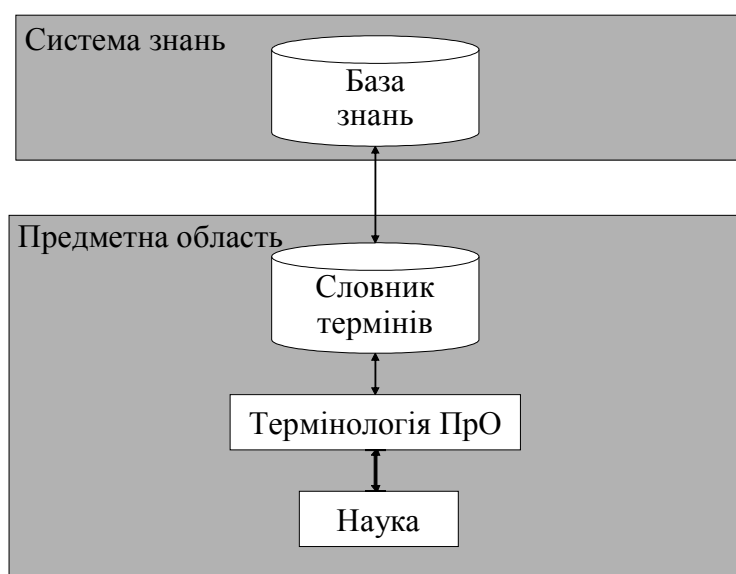 Система знань
База
знань
Предметна область
Словник
термінів
Термінологія ПрО
Наука